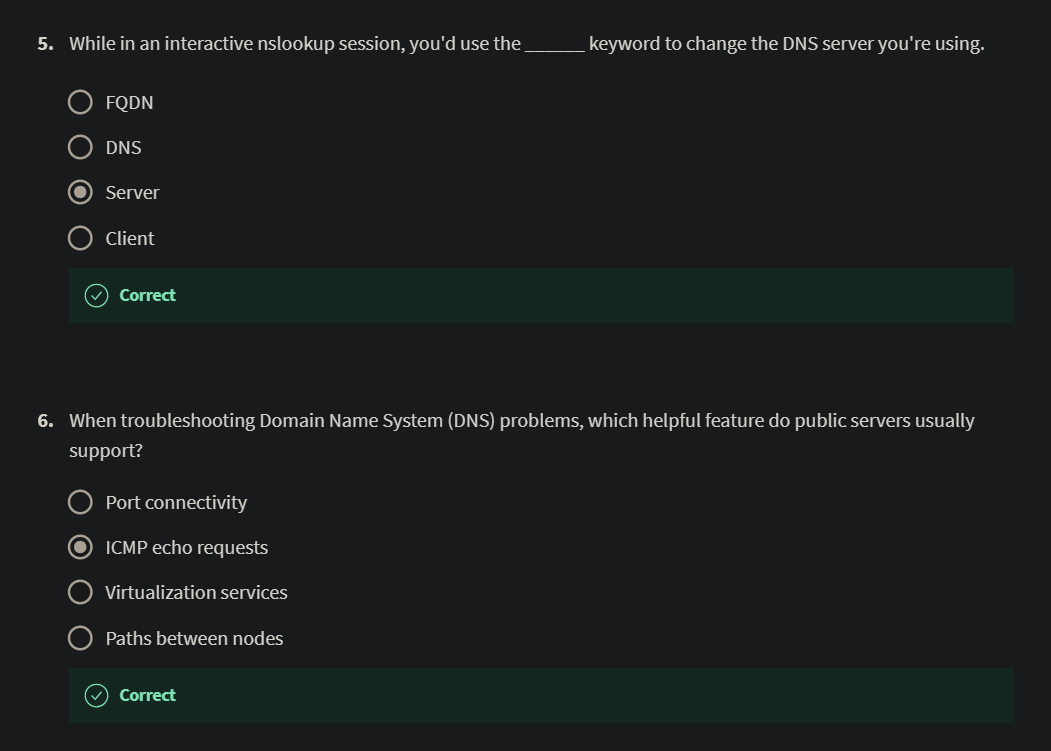 5. While in an interactive nslookup session, you'd use the ______ keyword to change the DNS server you're using.
FQDN
DNS
Server
Client
Correct
6. When troubleshooting Domain Name System (DNS) problems, which helpful feature do public servers usually
support?
Port connectivity
ICMP echo requests
Virtualization services
Paths between nodes
Correct